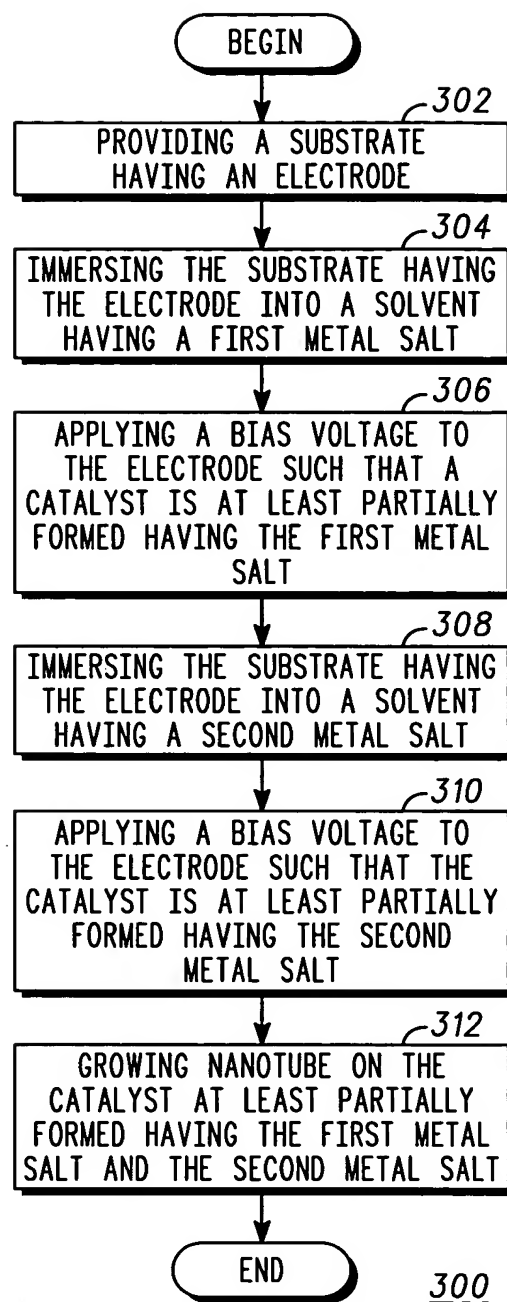 BEGIN
302
PROVIDING A SUBSTRATE
HAVING AN ELECTRODE
304
IMMERSING THE SUBSTRATE HAVING
THE ELECTRODE INTO A SOLVENT
HAVING A FIRST METAL SALT
306
APPLYING A BIAS VOLTAGE TO
THE ELECTRODE SUCH THAT A
CATALYST IS AT LEAST PARTIALLY
FORMED HAVING THE FIRST METAL
SALT
308
IMMERSING THE SUBSTRATE HAVING
THE ELECTRODE INTO A SOLVENT
HAVING A SECOND METAL SALT
310
APPLYING A BIAS VOLTAGE TO
THE ELECTRODE SUCH THAT THE
CATALYST IS AT LEAST PARTIALLY
FORMED HAVING THE SECOND
METAL SALT
312
GROWING NANOTUBE ON THE
CATALYST AT LEAST PARTIALLY
FORMED HAVING THE FIRST METAL
SALT AND THE SECOND METAL SALT
END
300